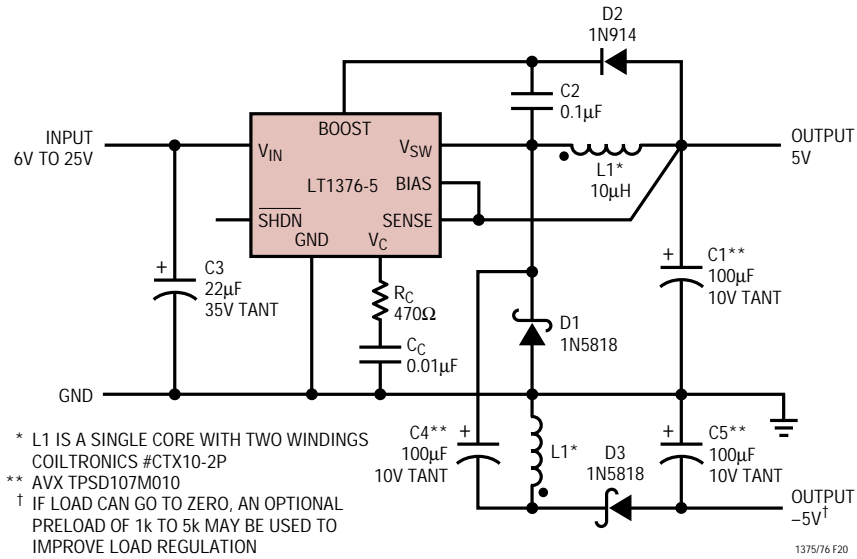 D2
1N914
C2
0.1µF
INPUT
6V TO 25V
BOOST
V_IN
V_SW
LT1376-5
BIAS
SHDN
SENSE
GND
V_C
L1*
10µH
OUTPUT
5V
C3
22µF
35V TANT
+
R_C
470Ω
C_C
0.01µF
D1
1N5818
+
C1**
100µF
10V TANT
GND
C4**
100µF
10V TANT
+
L1*
D3
1N5818
+
C5**
100µF
10V TANT
OUTPUT
–5V†
* L1 IS A SINGLE CORE WITH TWO WINDINGS
COILTRONICS #CTX10-2P
** AVX TPSD107M010
† IF LOAD CAN GO TO ZERO, AN OPTIONAL
PRELOAD OF 1k TO 5k MAY BE USED TO
IMPROVE LOAD REGULATION
1375/76 F20